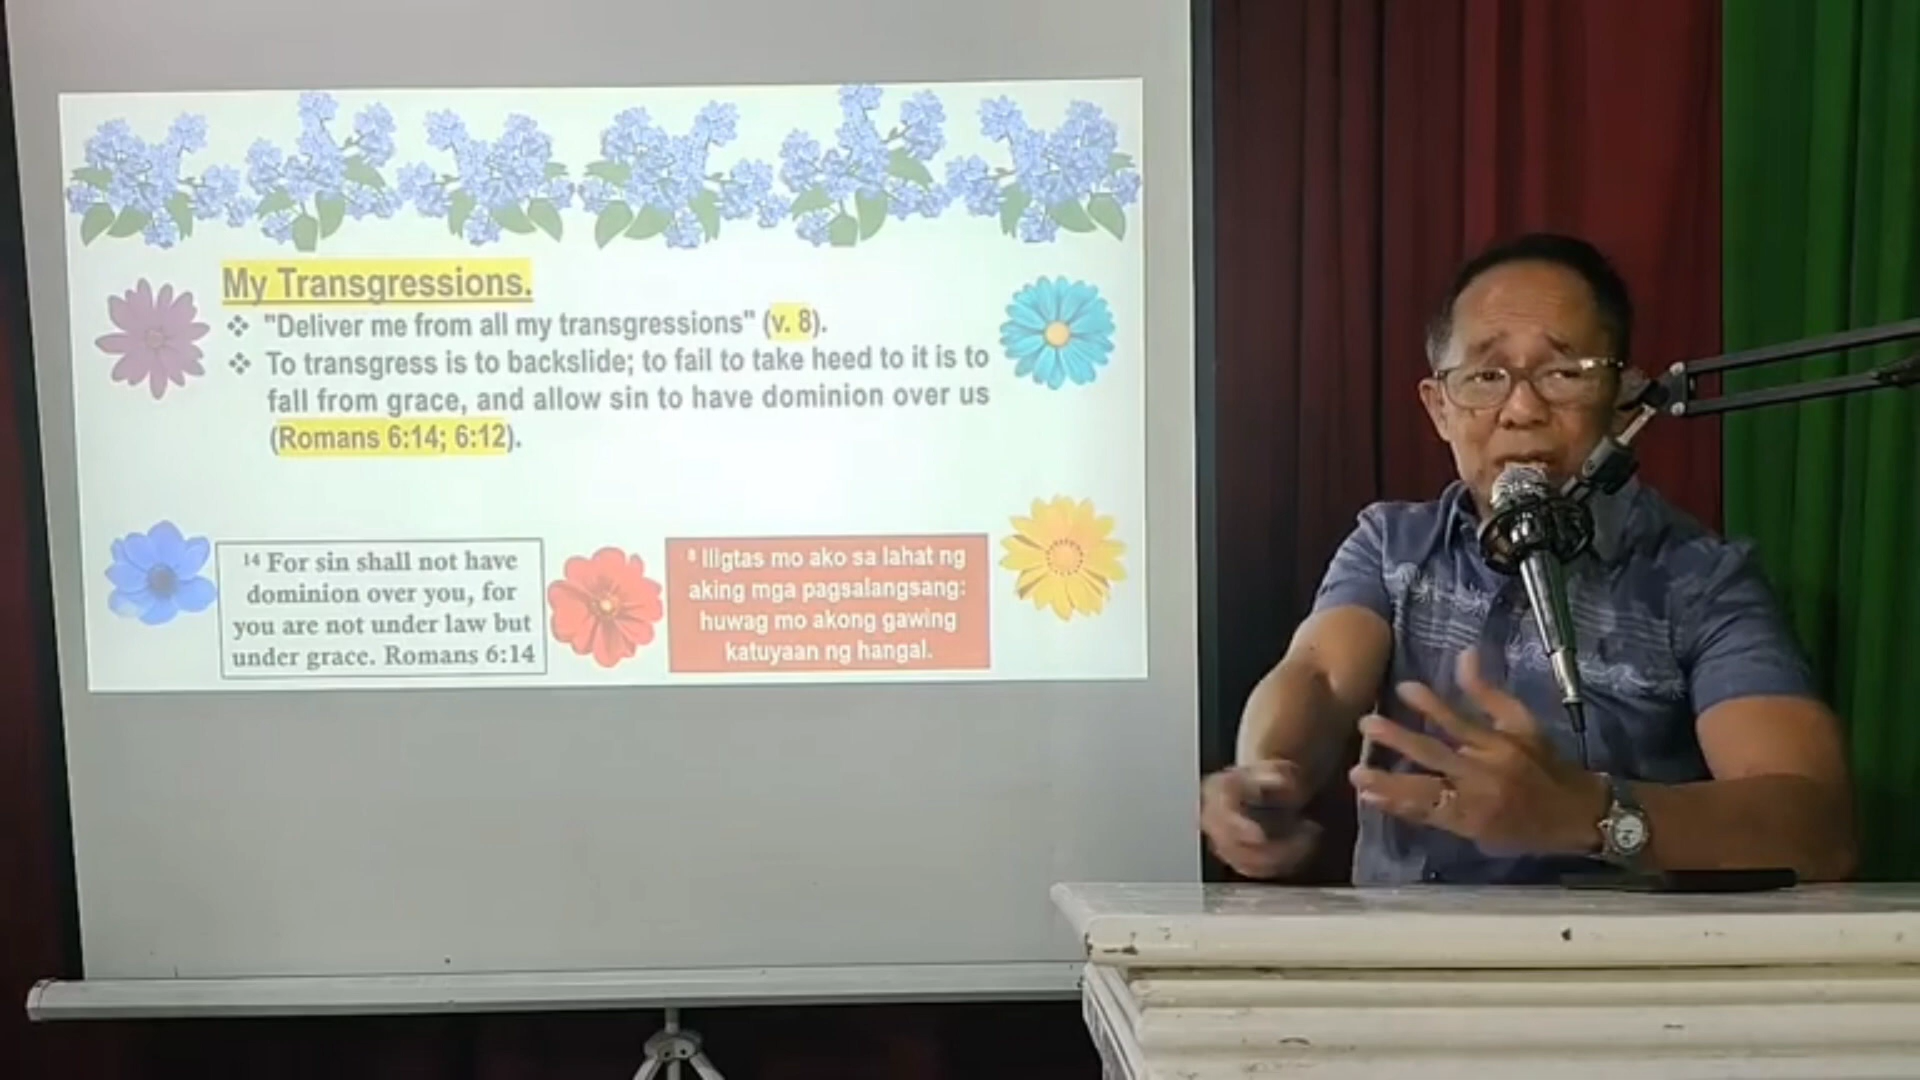 My Transgressions.
❖ "Deliver me from all my transgressions" (v. 8).
❖ To transgress is to backslide; to fail to take heed to it is to
fall from grace, and allow sin to have dominion over us
(Romans 6:14; 6:12).
14 For sin shall not have
dominion over you, for
you are not under law but
under grace. Romans 6:14
8 Iligtas mo ako sa lahat ng
aking mga pagsalangsang:
huwag mo akong gawing
katuyaan ng hangal.